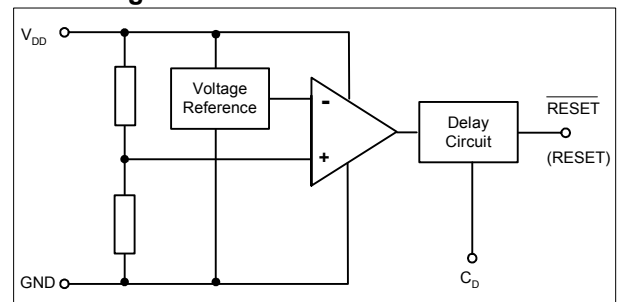 VDD
Voltage
Reference
-
+
Delay
Circuit
RESET
(RESET)
GND
CD